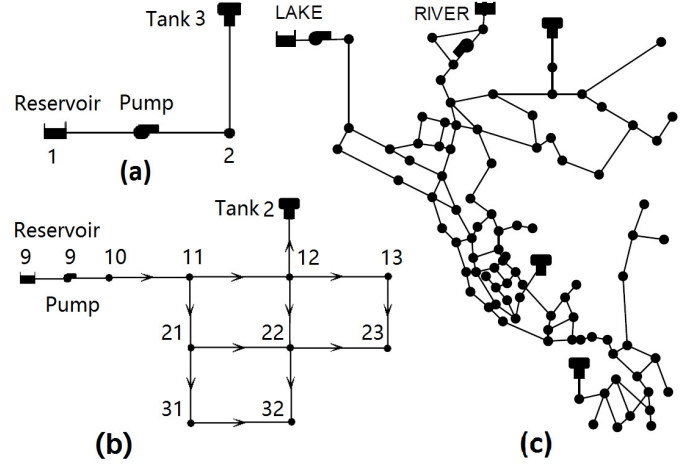 Tank 3
Reservoir
Pump
1
2
(a)
Reservoir
9
9
10
Pump
11
Tank 2
12
13
21
22
23
31
32
(b)
LAKE
RIVER
(c)